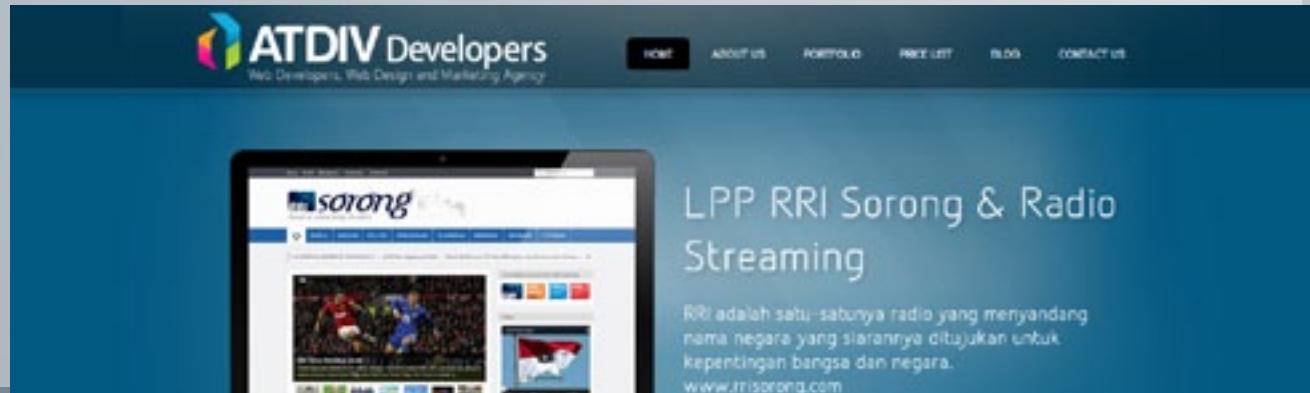 ATDIV Developers
Web Developers, Web Design and Marketing Agency
HOME ABOUT US PORTFOLIO PRICE LIST BLOG CONTACT US
sorong
LPP RRI Sorong & Radio
Streaming
RRI adalah satu-satunya radio yang menyandang
nama negara yang siarannya ditujukan untuk
kepentingan bangsa dan negara.
www.rrisorong.com